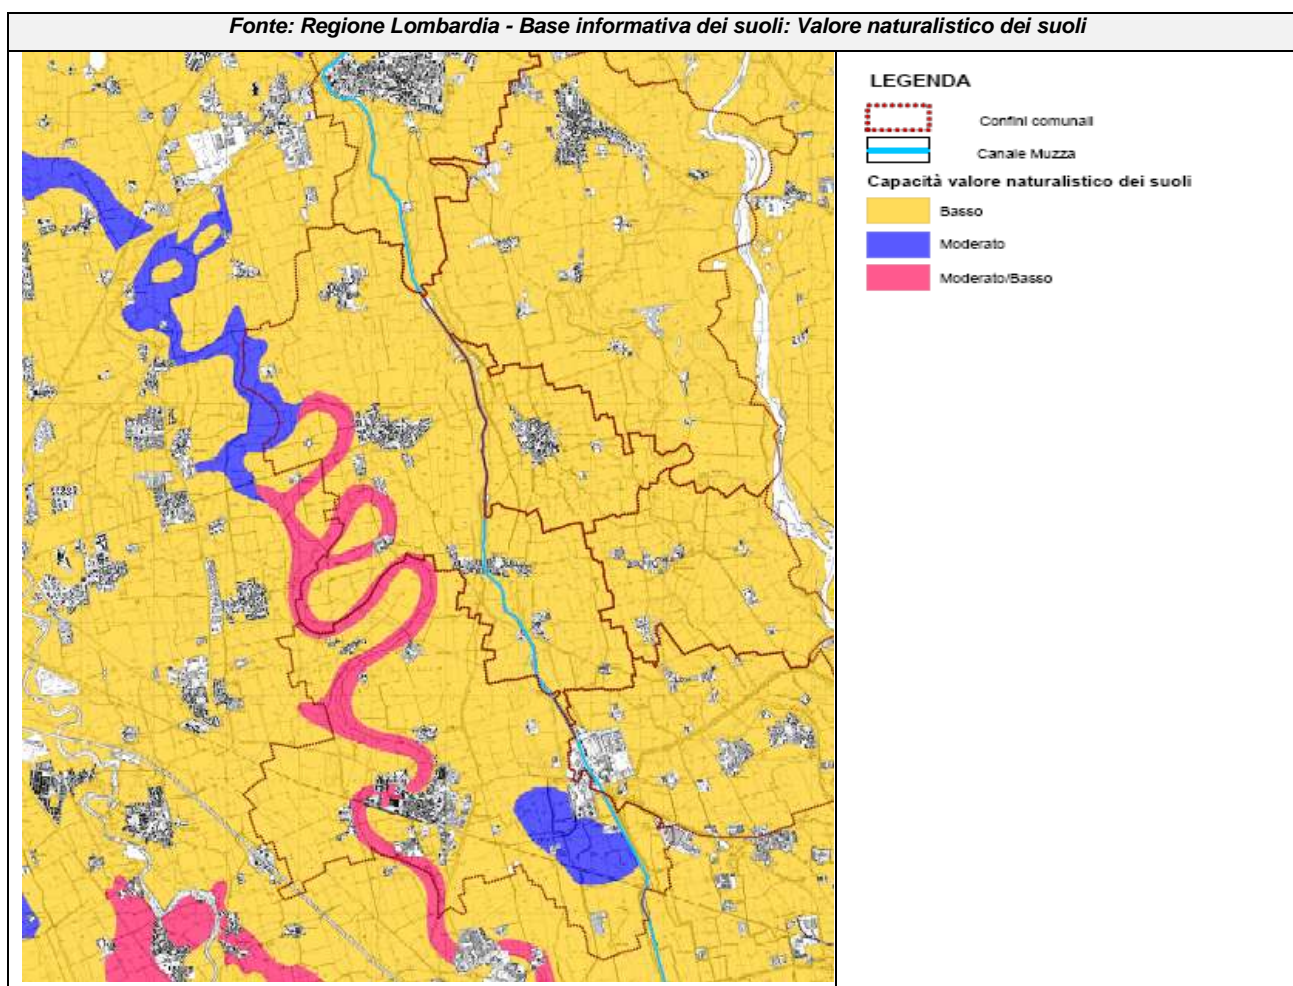 Fonte: Regione Lombardia - Base informativa dei suoli: Valore naturalistico dei suoli
LEGENDA
Confini comunali
Canale Muzza
Capacità valore naturalistico dei suoli
Basso
Moderato
Moderato/Basso